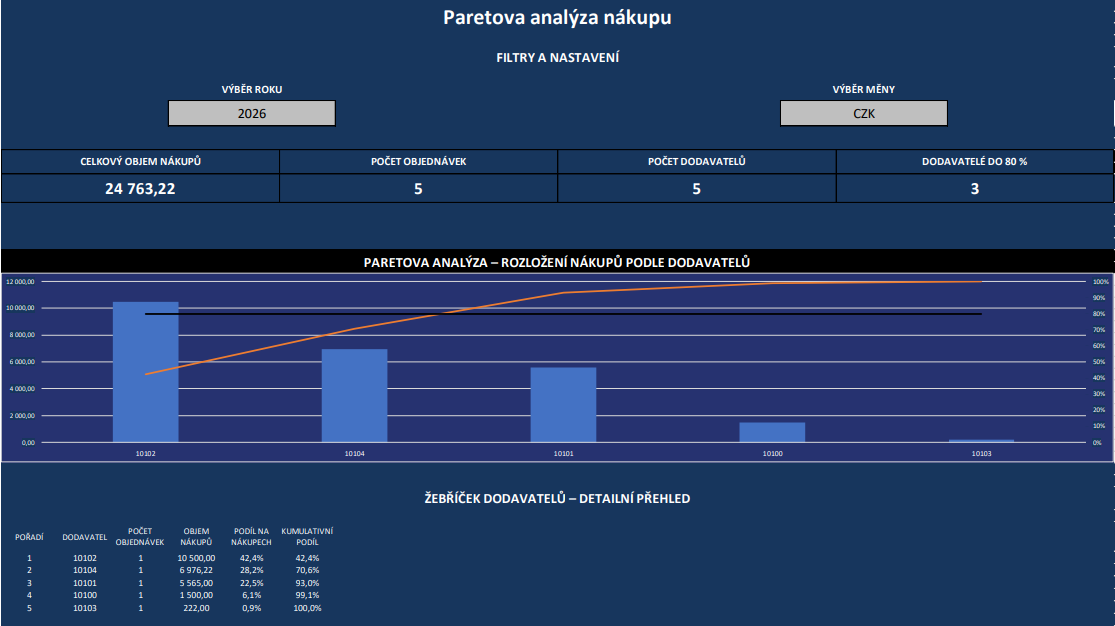 Paretova analýza nákupu
FILTRY A NASTAVENÍ
VÝBĚR ROKU VÝBĚR MĚNY
2026 CZK
CELKOVÝ OBJEM NÁKUPŮ POČET OBJEDNÁVEK POČET DODAVATELŮ DODAVATELÉ DO 80 %
24 763,22 5 5 3
PARETOVA ANALÝZA – ROZLOŽENÍ NÁKUPŮ PODLE DODAVATELŮ
12 000,00 100%
90%
10 000,00
80%
8 000,00 70%
60%
6 000,00 50%
40%
4 000,00
30%
2 000,00 20%
10%
0,00 0%
10102 10104 10101 10100 10103
ŽEBŘÍČEK DODAVATELŮ – DETAILNÍ PŘEHLED
POŘADÍ DODAVATEL POČET OBJEDNÁVEK OBJEM NÁKUPŮ PODÍL NA NÁKUPECH KUMULATIVNÍ PODÍL
1 10102 1 10 500,00 42,4% 42,4%
2 10104 1 6 976,22 28,2% 70,6%
3 10101 1 5 565,00 22,5% 93,0%
4 10100 1 1 500,00 6,1% 99,1%
5 10103 1 222,00 0,9% 100,0%